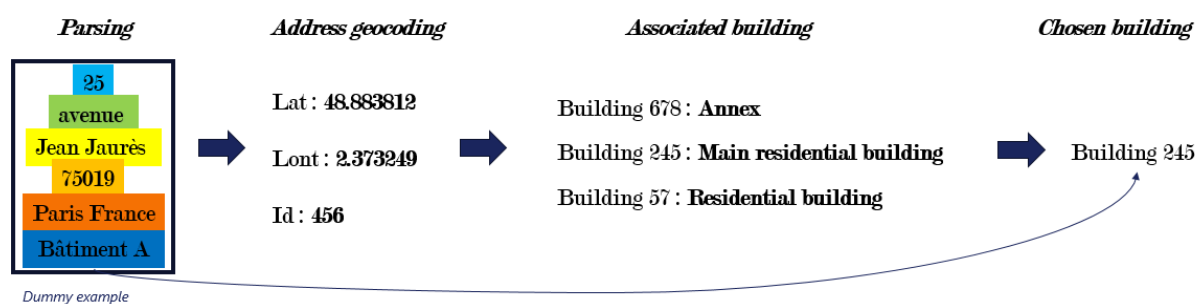 Parsing
25
avenue
Jean Jaurès
75019
Paris France
Bâtiment A
Dummy example
Address geocoding
Lat : 48.883812
Lont : 2.373249
Id : 456
Associated building
Building 678 : Annex
Building 245 : Main residential building
Building 57 : Residential building
Chosen building
Building 245